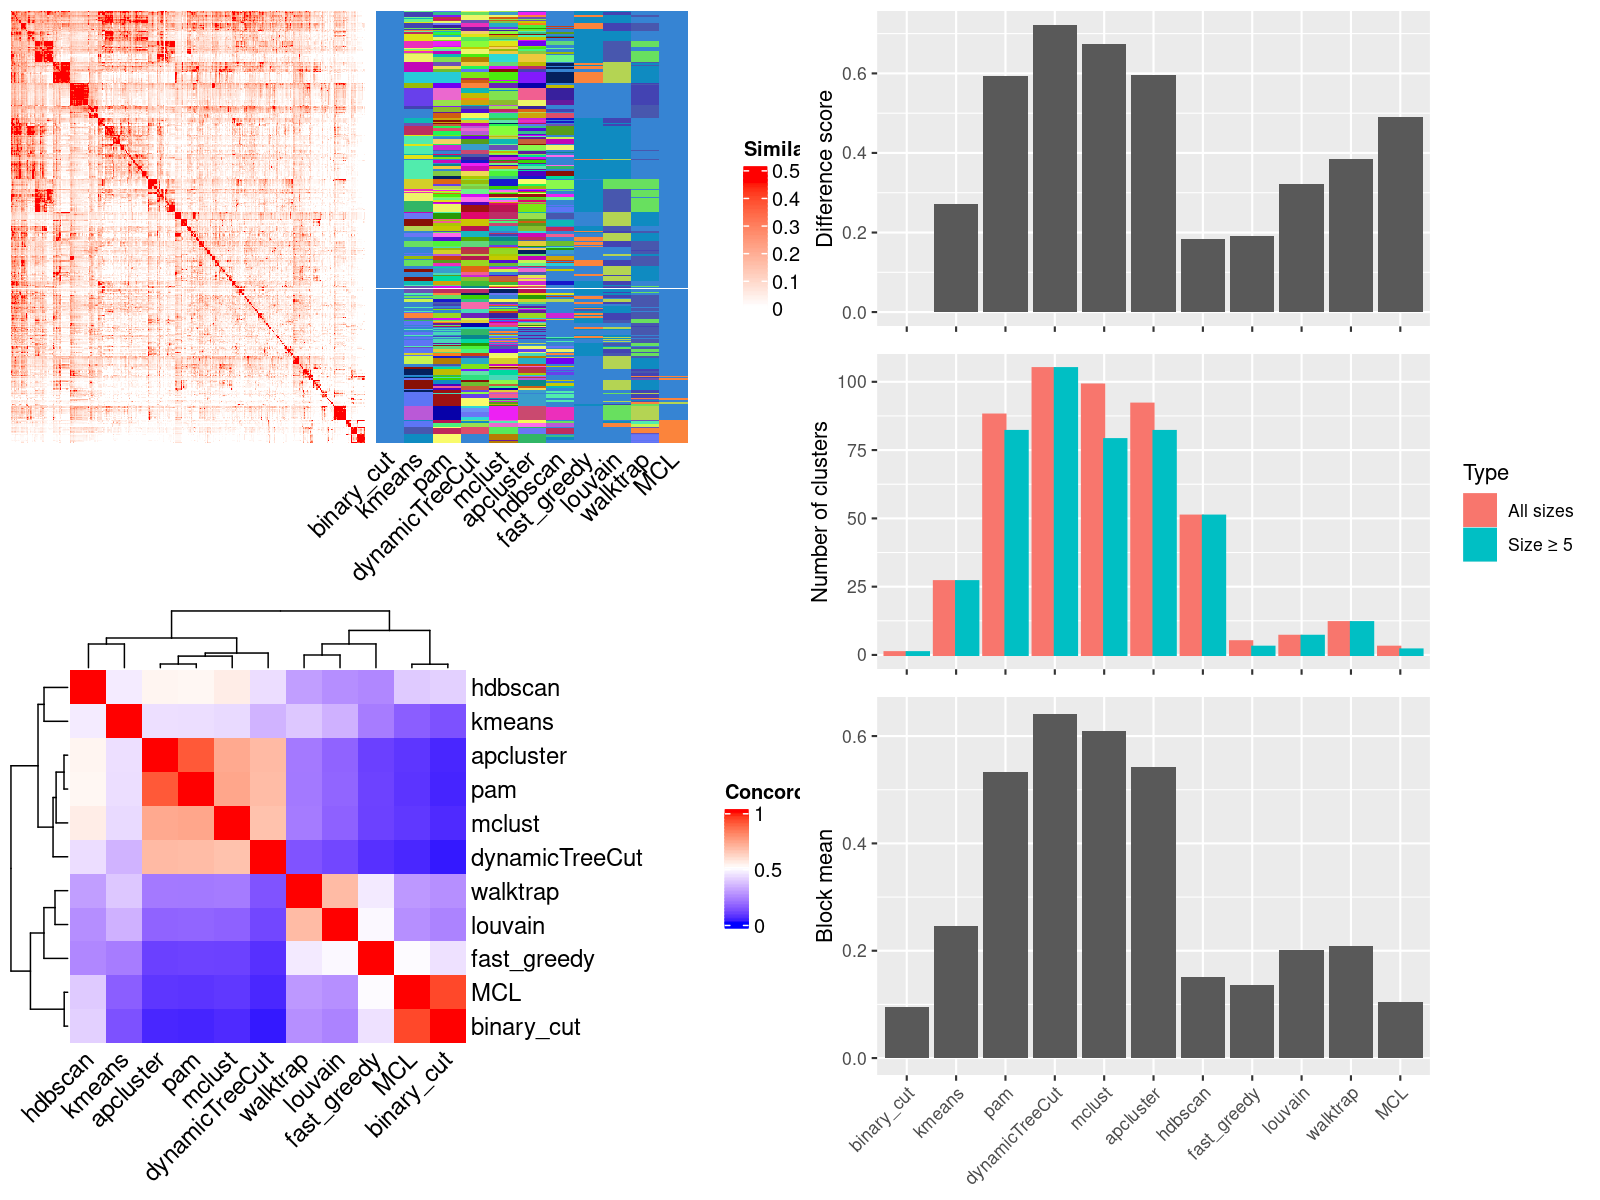 Simila
0.5
0.4
0.3
0.2
0.1
0
binary_cut
kmeans
pam
dynamicTreeCut
mclust
apcluster
hdbscan
fast_greedy
louvain
walktrap
MCL
hdbscan
kmeans
apcluster
pam
mclust
dynamicTreeCut
walktrap
louvain
fast_greedy
MCL
binary_cut
hdbscan
kmeans
apcluster
pam
mclust
dynamicTreeCut
walktrap
louvain
fast_greedy
MCL
binary_cut
Concord
1
0.5
0
Difference score
0.6
0.4
0.2
0.0
Number of clusters
100
75
50
25
0
Type
All sizes
Size ≥ 5
Block mean
0.6
0.4
0.2
0.0
binary_cut
kmeans
pam
dynamicTreeCut
mclust
apcluster
hdbscan
fast_greedy
louvain
walktrap
MCL